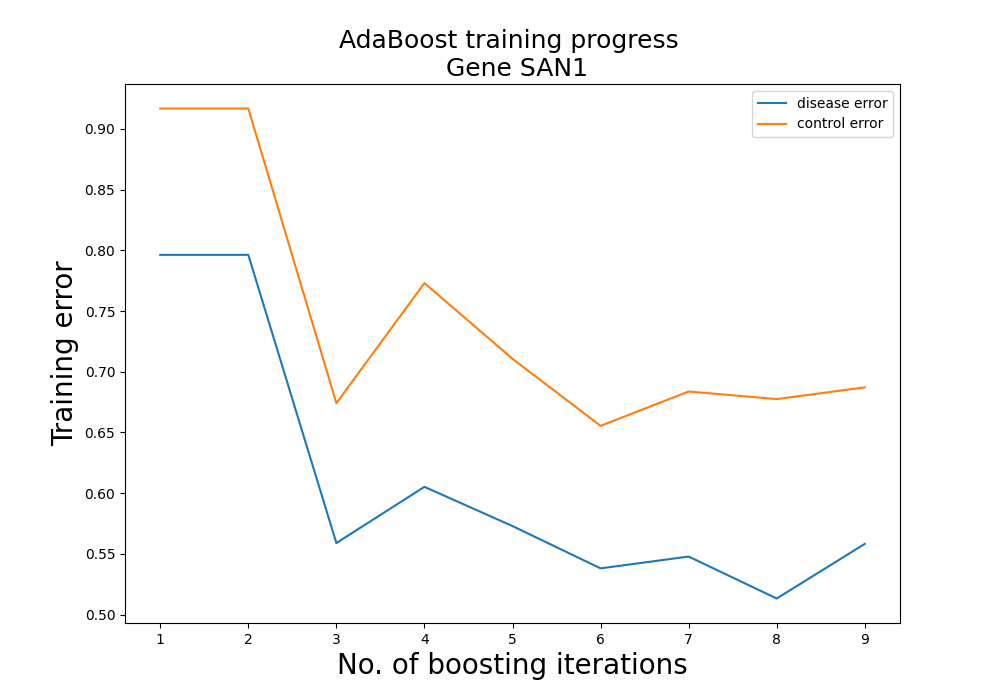 AdaBoost training progress
Gene SAN1
disease error
control error
0.90
0.85
0.80
0.75
0.70
0.65
0.60
0.55
0.50
Training error
1 2 3 4 5 6 7 8 9
No. of boosting iterations